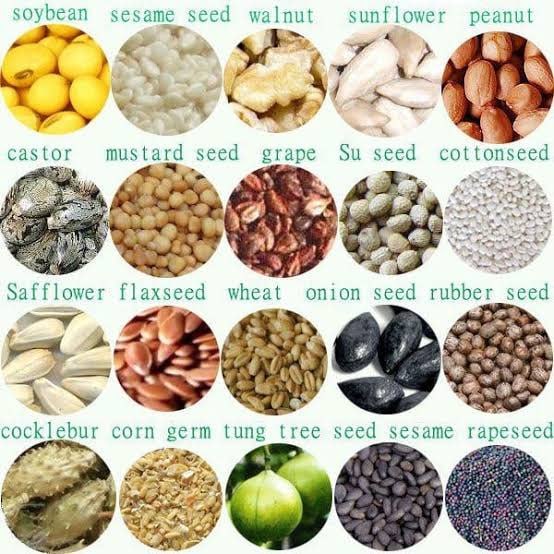 soybean sesame seed walnut sunflower peanut
castor mustard seed grape Su seed cottonseed
Safflower flaxseed wheat onion seed rubber seed
cocklebur corn germ tung tree seed sesame rapeseed